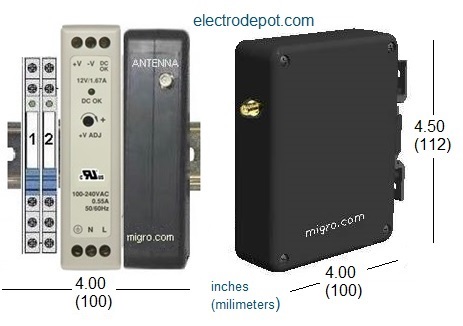 electrodepot.com
+V -V DC OK
12V/1.67A
DC OK
+
+V ADJ
1 2
100-240VAC
0.55A
50/60Hz
N L
ANTENNA
migro.com
migro.com
4.50
(112)
4.00
(100)
4.00
(100)
inches
(milimeters)